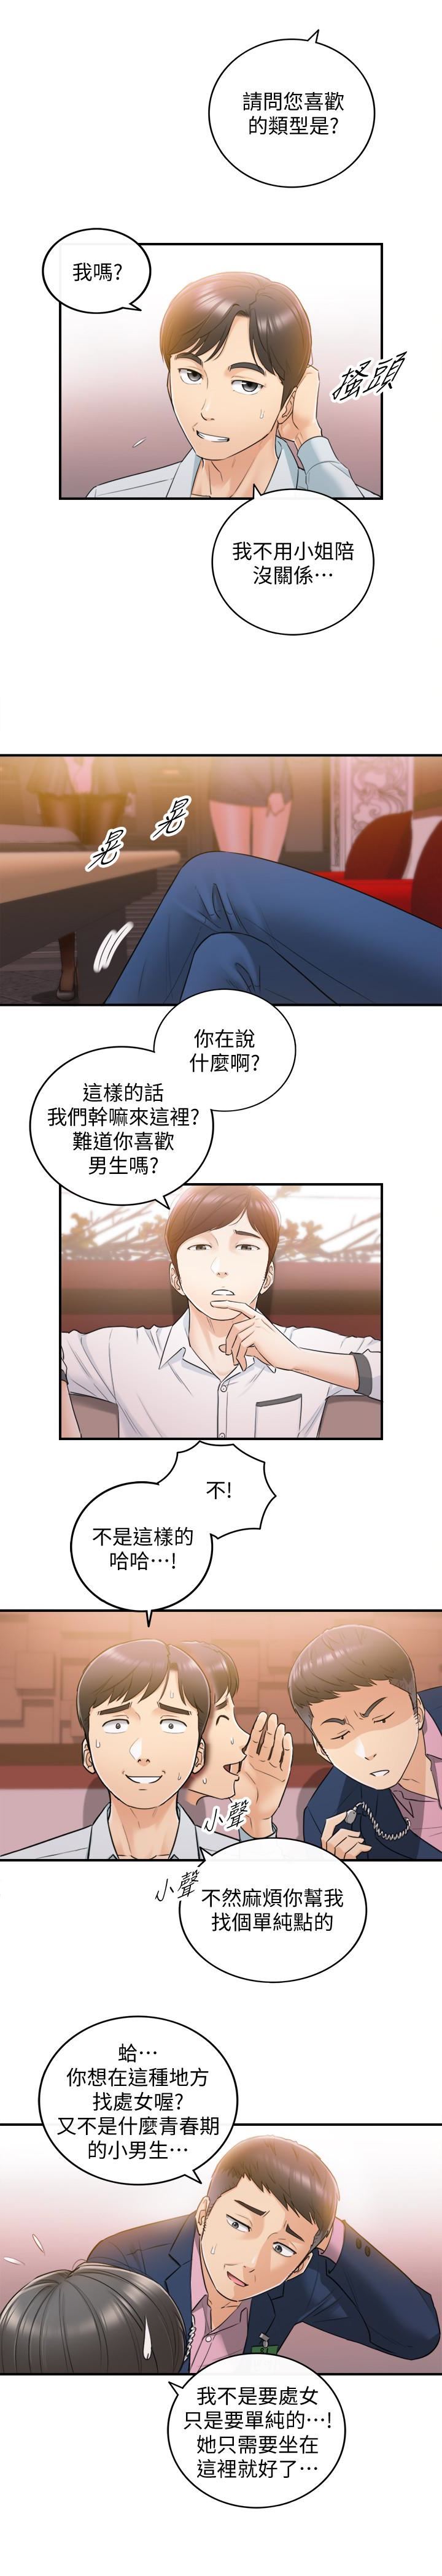 請問您喜歡
的類型是?
我嗎?
搔頭
我不用小姐陪
沒關係⋯
晃
晃
你在說
什麼啊?
這樣的話
我們幹嘛來這裡?
難道你喜歡
男生嗎?
不!
不是這樣的
哈哈⋯!
小聲
小聲
不然麻煩你幫我
找個單純點的
蛤⋯
你想在這種地方
找處女喔?
又不是什麼青春期
的小男生⋯
我不是要處女
只是要單純的⋯!
她只需要坐在
這裡就好了⋯